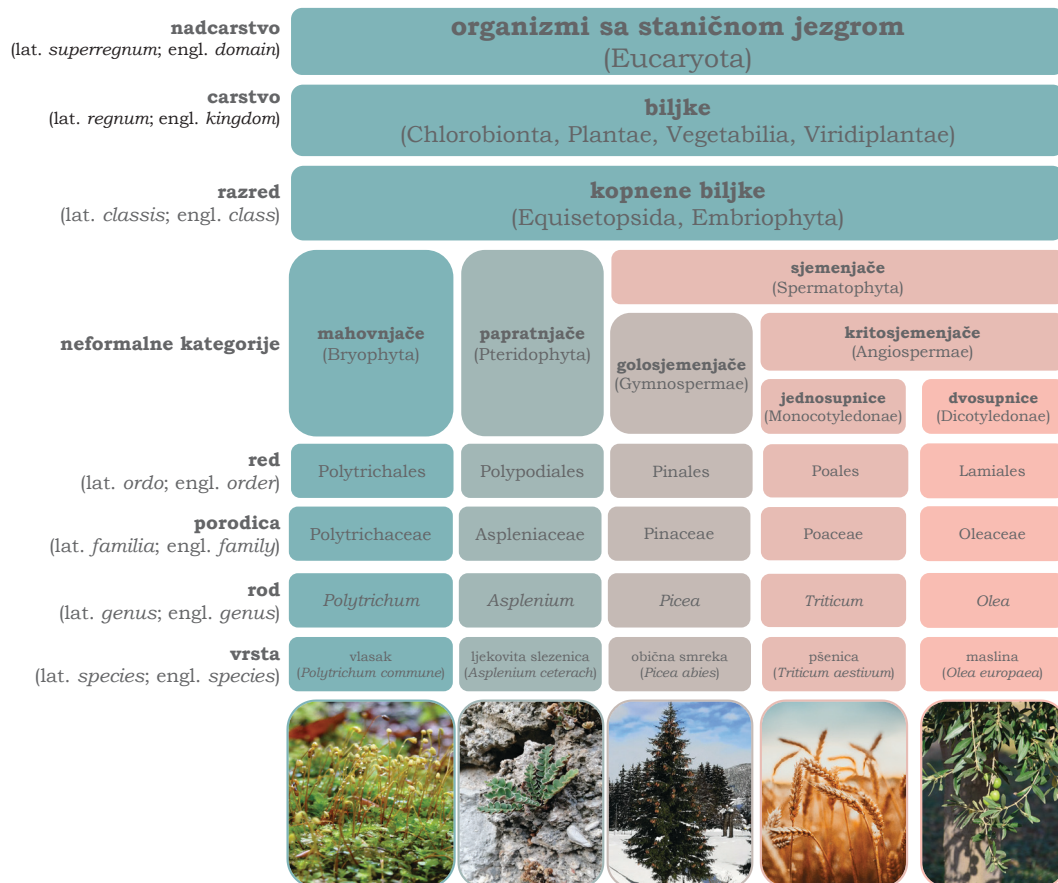 nadcarstvo
(lat. superregnum; engl. domain)
organizmi sa staničnom jezgrom
(Eucaryota)
carstvo
(lat. regnum; engl. kingdom)
biljke
(Chlorobionta, Plantae, Vegetabilia, Viridiplantae)
razred
(lat. classis; engl. class)
kopnene biljke
(Equisetopsida, Embriophyta)
neformalne kategorije
mahovnjače
(Bryophyta)
papratnjače
(Pteridophyta)
sjemenjače
(Spermatophyta)
golosjemenjače
(Gymnospermae)
kritosjemenjače
(Angiospermae)
jednosupnice
(Monocotyledonae)
dvosupnice
(Dicotyledonae)
red
(lat. ordo; engl. order)
Polytrichales
Polypodiales
Pinales
Poales
Lamiales
porodica
(lat. familia; engl. family)
Polytrichaceae
Aspleniaceae
Pinaceae
Poaceae
Oleaceae
rod
(lat. genus; engl. genus)
Polytrichum
Asplenium
Picea
Triticum
Olea
vrsta
(lat. species; engl. species)
vlasak
(Polytrichum commune)
ljekovita slezenica
(Asplenium ceterach)
obična smreka
(Picea abies)
pšenica
(Triticum aestivum)
maslina
(Olea europaea)